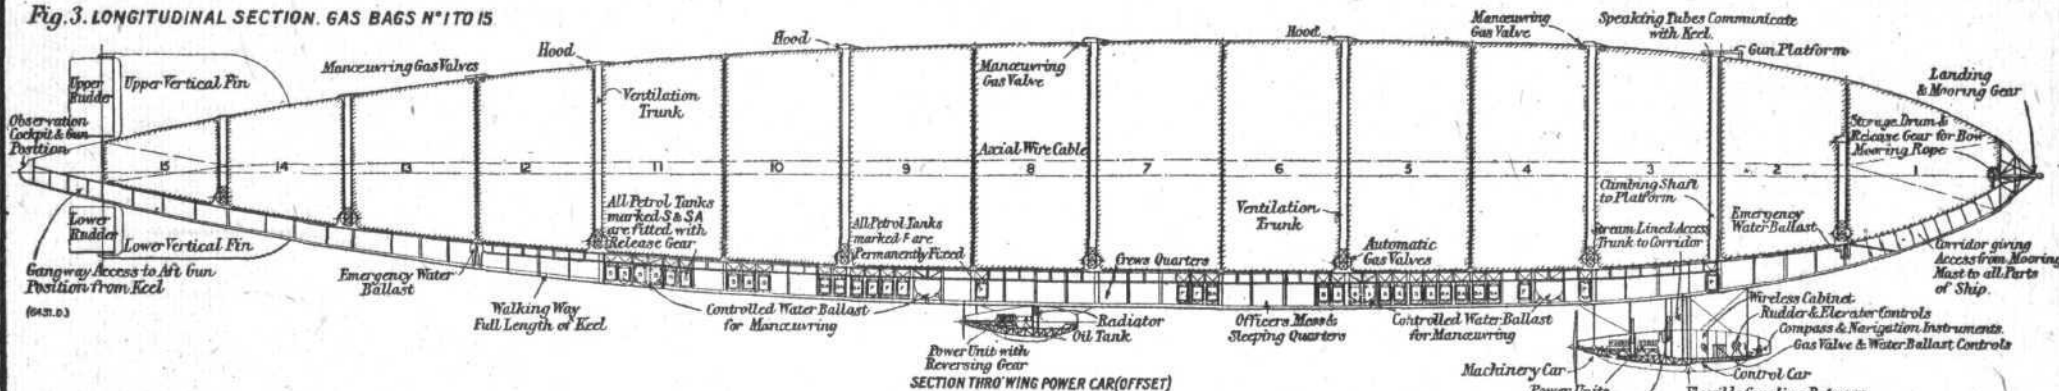 Fig. 3. LONGITUDINAL SECTION. GAS BAGS Nº 1 TO 15
Upper
Rudder
Upper Vertical Fin
Manœuvring Gas Valves
Hood
Ventilation
Trunk
Hood
Manœuvring
Gas Valve
Hood
Manœuvring
Gas Valve
Speaking Tubes Communicate
with Keel.
Gun Platform
Landing
& Mooring Gear
Observation
Cockpit & Gun
Position
Storage Drum &
Release Gear for Bow
Mooring Rope
Axial Wire Cable
15
14
13
12
11
10
9
8
7
6
5
4
3
2
1
Lower
Rudder
Lower Vertical Fin
Gangway Access to Aft Gun
Position from Keel
Emergency Water
Ballast
Walking Way
Full Length of Keel
All Petrol Tanks
marked S & SA
are fitted with
Release Gear
Controlled Water Ballast
for Manœuvring
All Petrol Tanks
marked F are
Permanently Fixed
Crews Quarters
Ventilation
Trunk
Automatic
Gas Valves
Climbing Shaft
to Platform
Stream Lined Access
Trunk to Corridor
Emergency
Water Ballast
Corridor giving
Access from Mooring
Mast to all Parts
of Ship.
Radiator
Oil Tank
Power Unit with
Reversing Gear
SECTION THRO' WING POWER CAR (OFFSET)
Officers Mess &
Sleeping Quarters
Controlled Water Ballast
for Manœuvring
Wireless Cabinet.
Rudder & Elevator Controls
Compass & Navigation Instruments.
Gas Valve & Water Ballast Controls
Control Car
Machinery Car
Power Units